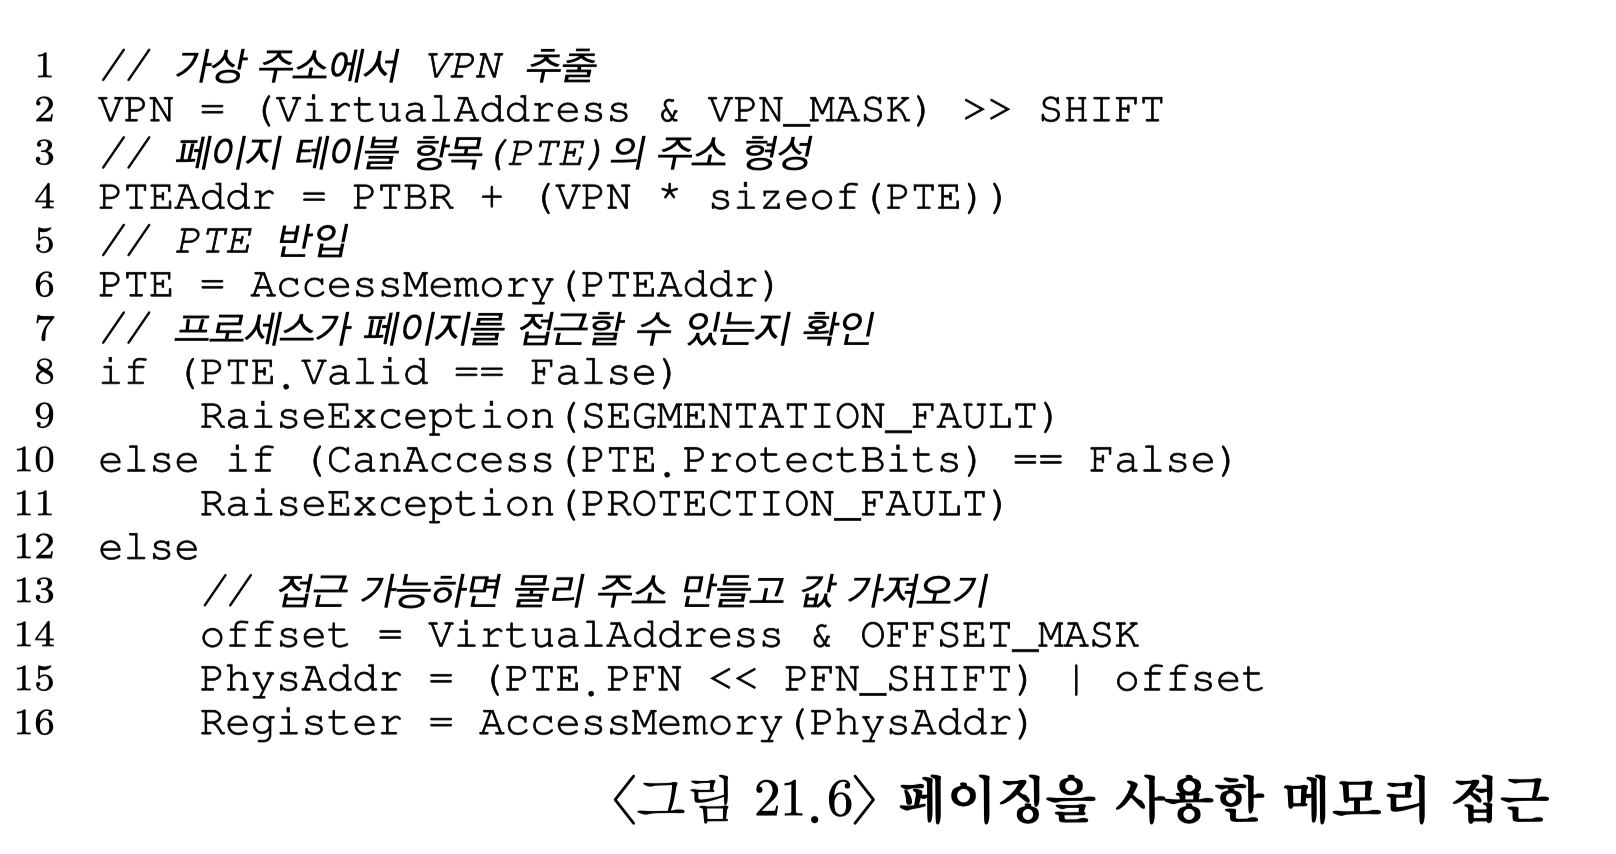 1 // 가상 주소에서 VPN 추출
2 VPN = (VirtualAddress & VPN_MASK) >> SHIFT
3 // 페이지 테이블 항목(PTE)의 주소 형성
4 PTEAddr = PTBR + (VPN * sizeof(PTE))
5 // PTE 반입
6 PTE = AccessMemory(PTEAddr)
7 // 프로세스가 페이지를 접근할 수 있는지 확인
8 if (PTE.Valid == False)
9 RaiseException(SEGMENTATION_FAULT)
10 else if (CanAccess(PTE.ProtectBits) == False)
11 RaiseException(PROTECTION_FAULT)
12 else
13 // 접근 가능하면 물리 주소 만들고 값 가져오기
14 offset = VirtualAddress & OFFSET_MASK
15 PhysAddr = (PTE.PFN << PFN_SHIFT) | offset
16 Register = AccessMemory(PhysAddr)
〈그림 21.6〉 페이징을 사용한 메모리 접근